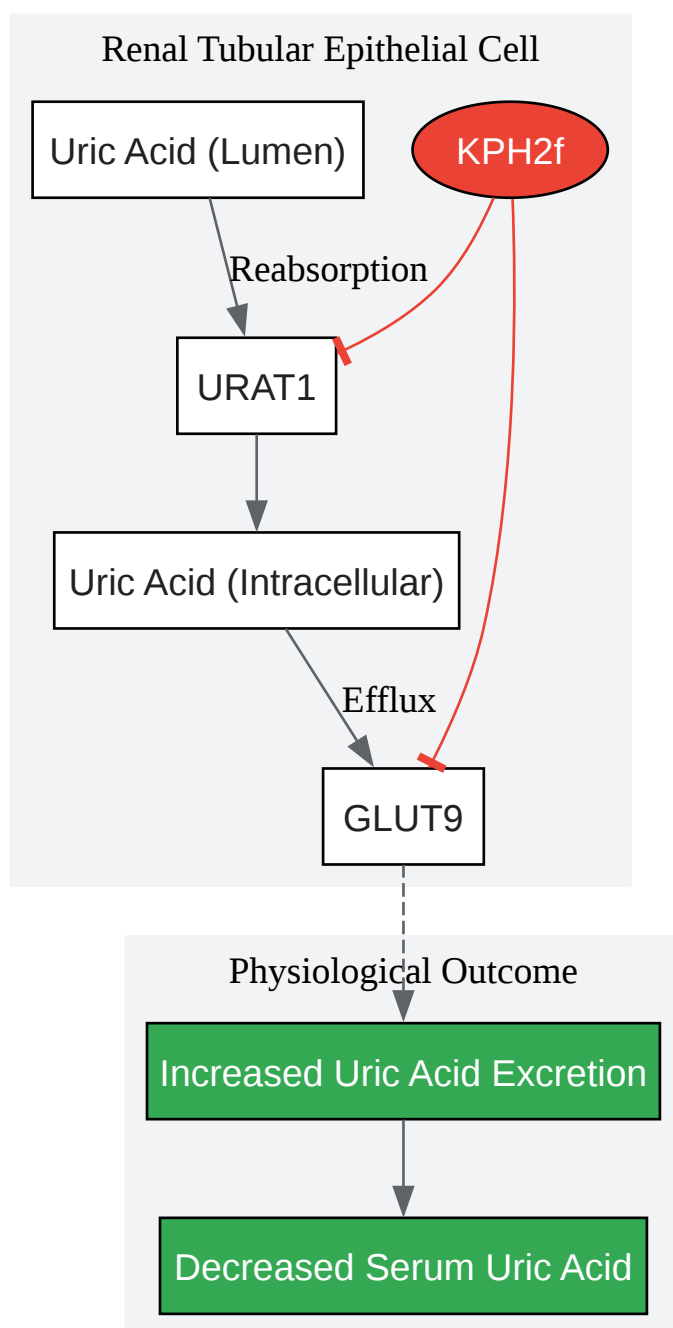 Renal Tubular Epithelial Cell
Uric Acid (Lumen)
KPH2f
Reabsorption
URAT1
Uric Acid (Intracellular)
Efflux
GLUT9
Physiological Outcome
Increased Uric Acid Excretion
Decreased Serum Uric Acid